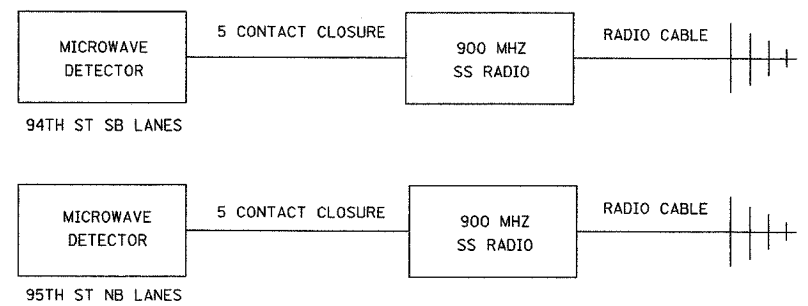 MICROWAVE
DETECTOR
5 CONTACT CLOSURE
900 MHZ
SS RADIO
RADIO CABLE
94TH ST SB LANES
MICROWAVE
DETECTOR
5 CONTACT CLOSURE
900 MHZ
SS RADIO
RADIO CABLE
95TH ST NB LANES